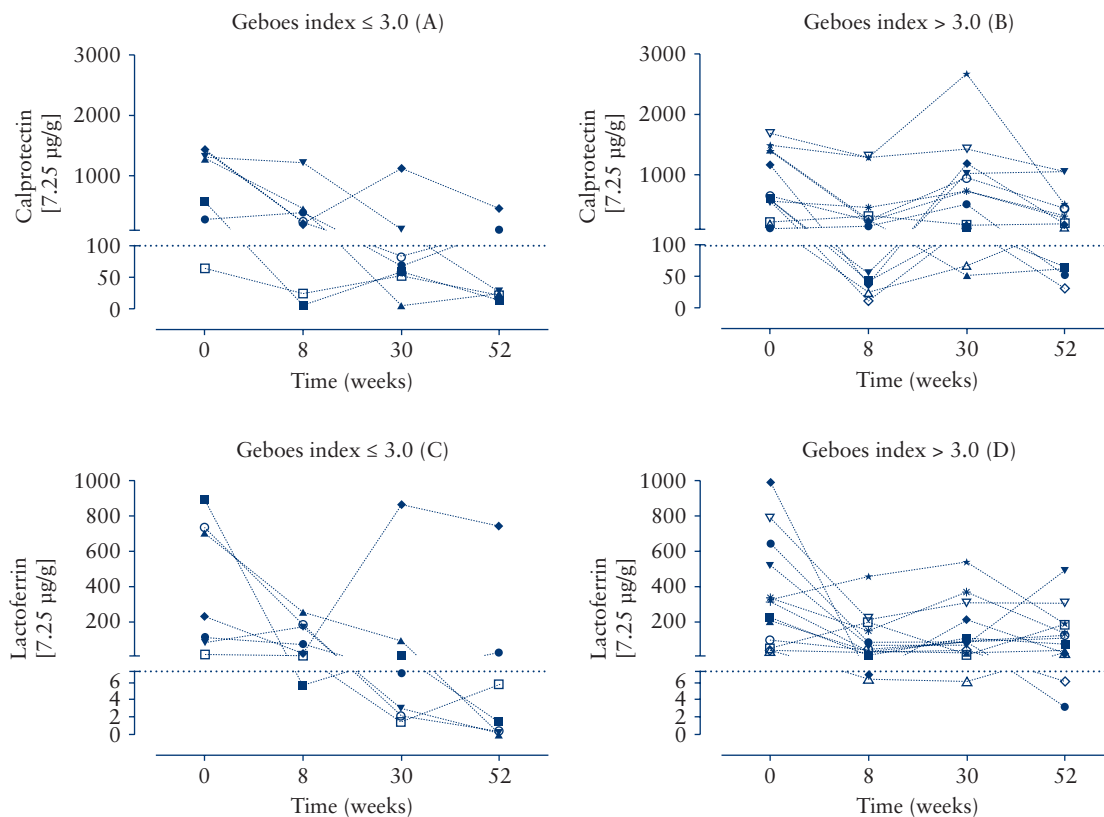 Geboes index ≤ 3.0 (A)
Calprotectin
[7.25 µg/g]
3000
2000
1000
100
50
0
0 8 30 52
Time (weeks)
Geboes index > 3.0 (B)
Calprotectin
[7.25 µg/g]
3000
2000
1000
100
50
0
0 8 30 52
Time (weeks)
Geboes index ≤ 3.0 (C)
Lactoferrin
[7.25 µg/g]
1000
800
600
400
200
6
4
2
0
0 8 30 52
Time (weeks)
Geboes index > 3.0 (D)
Lactoferrin
[7.25 µg/g]
1000
800
600
400
200
6
4
2
0
0 8 30 52
Time (weeks)